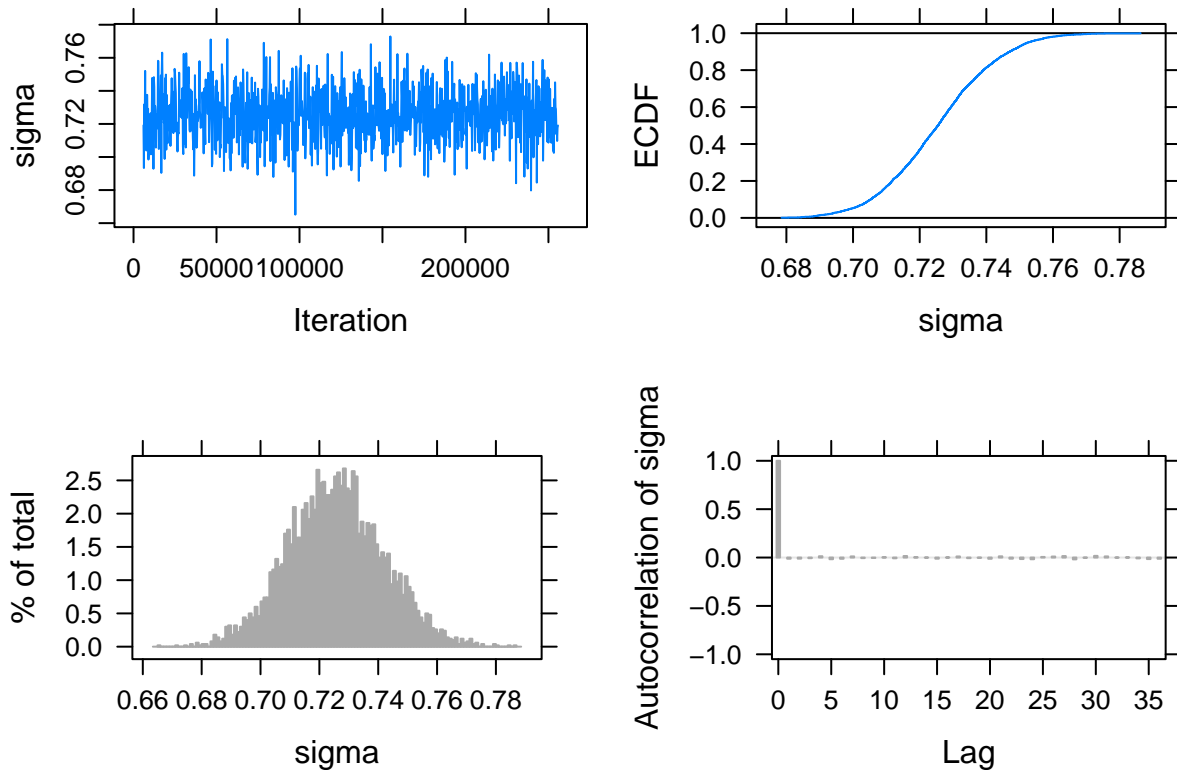 sigma
0.76
0.72
0.68
0 50000 100000 200000
Iteration
ECDF
1.0
0.8
0.6
0.4
0.2
0.0
0.68 0.70 0.72 0.74 0.76 0.78
sigma
% of total
2.5
2.0
1.5
1.0
0.5
0.0
0.66 0.68 0.70 0.72 0.74 0.76 0.78
sigma
Autocorrelation of sigma
1.0
0.5
0.0
−0.5
−1.0
0 5 10 15 20 25 30 35
Lag